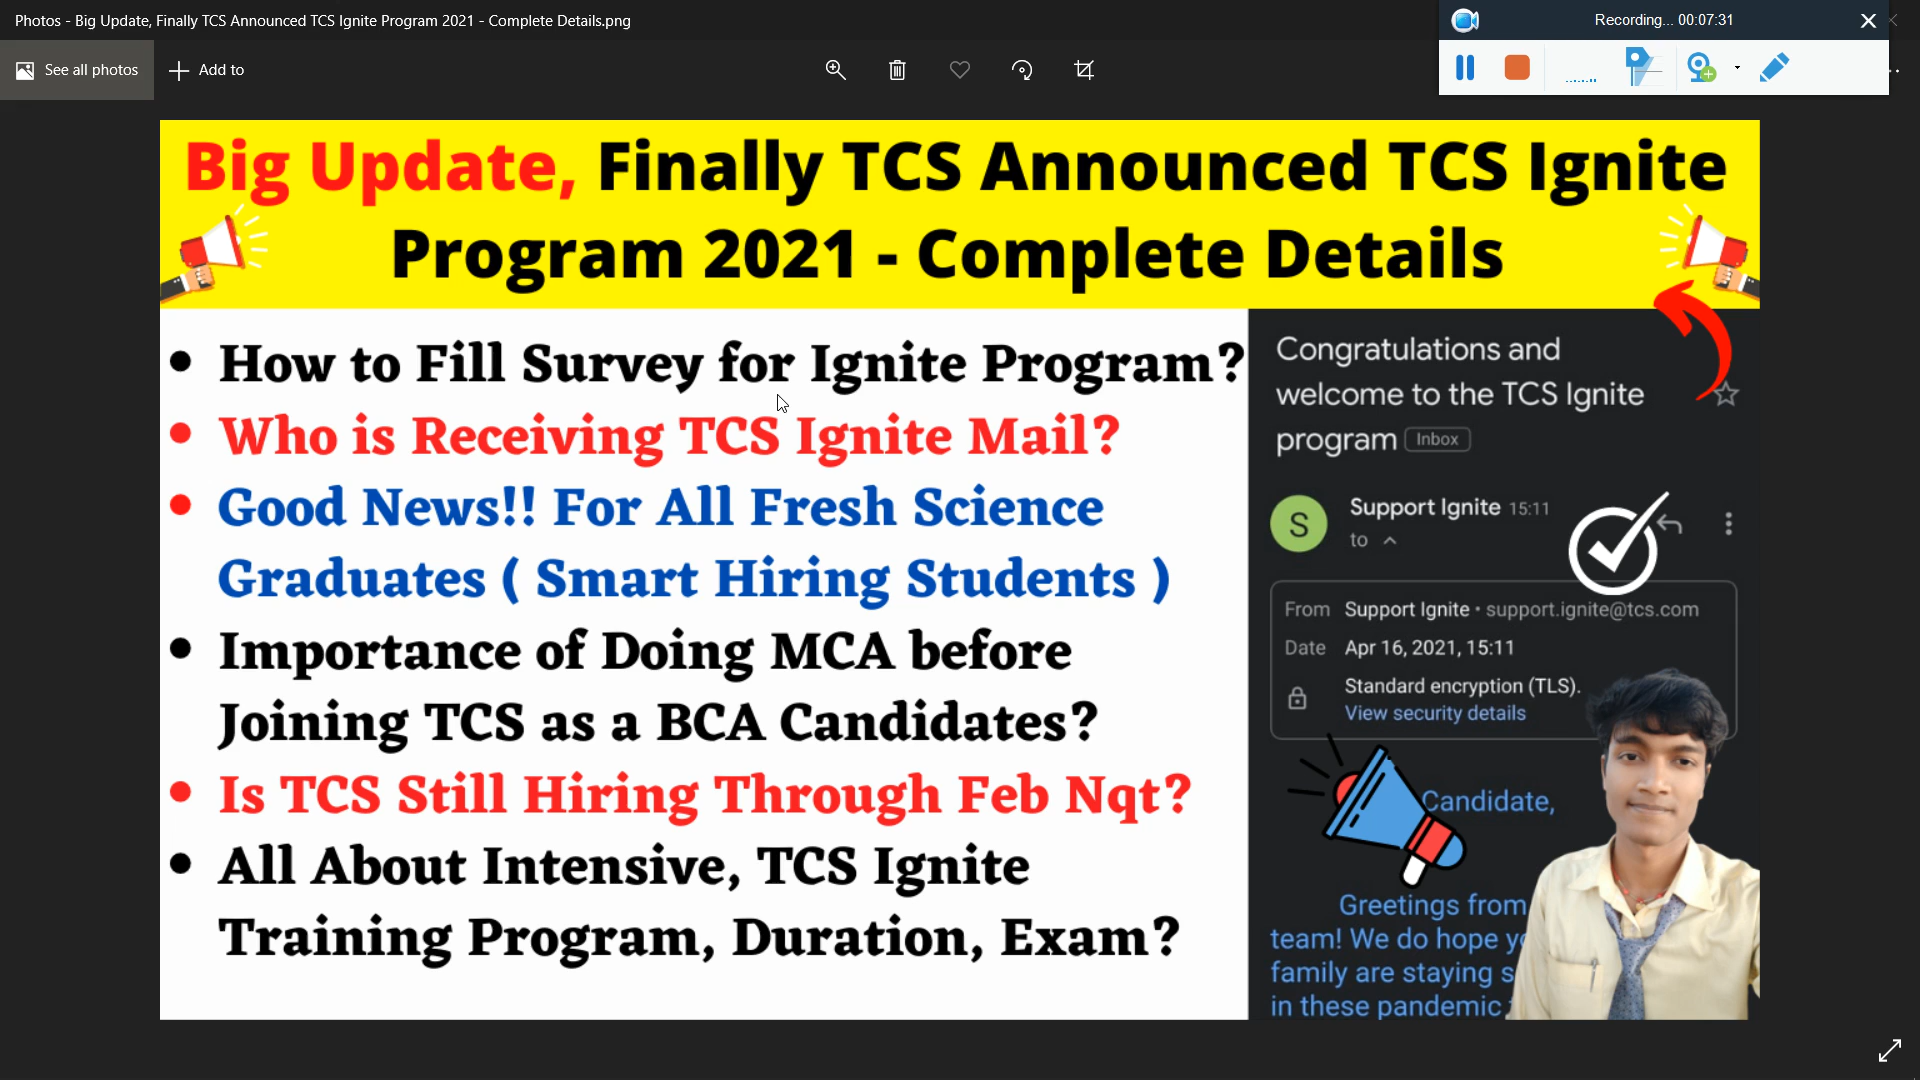 Photos - Big Update, Finally TCS Announced TCS Ignite Program 2021 - Complete Details.png
Recording... 00:07:31
See all photos
Add to
Big Update, Finally TCS Announced TCS Ignite
Program 2021 - Complete Details
• How to Fill Survey for Ignite Program?
• Who is Receiving TCS Ignite Mail?
• Good News!! For All Fresh Science
Graduates ( Smart Hiring Students )
• Importance of Doing MCA before
Joining TCS as a BCA Candidates?
• Is TCS Still Hiring Through Feb Nqt?
• All About Intensive, TCS Ignite
Training Program, Duration, Exam?
Congratulations and
welcome to the TCS Ignite
program Inbox
S
Support Ignite 15:11
to
From Support Ignite • support.ignite@tcs.com
Date Apr 16, 2021, 15:11
Standard encryption (TLS).
View security details
Candidate,
Greetings from
team! We do hope
family are staying
in these pandemic